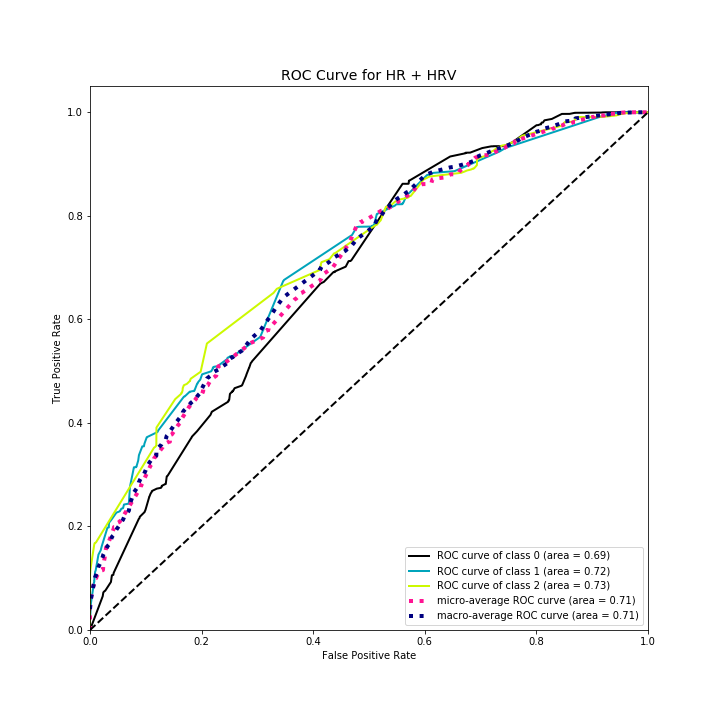 ROC Curve for HR + HRV
1.0
0.8
0.6
0.4
0.2
0.0
True Positive Rate
ROC curve of class 0 (area = 0.69)
ROC curve of class 1 (area = 0.72)
ROC curve of class 2 (area = 0.73)
micro-average ROC curve (area = 0.71)
macro-average ROC curve (area = 0.71)
0.0 0.2 0.4 0.6 0.8 1.0
False Positive Rate